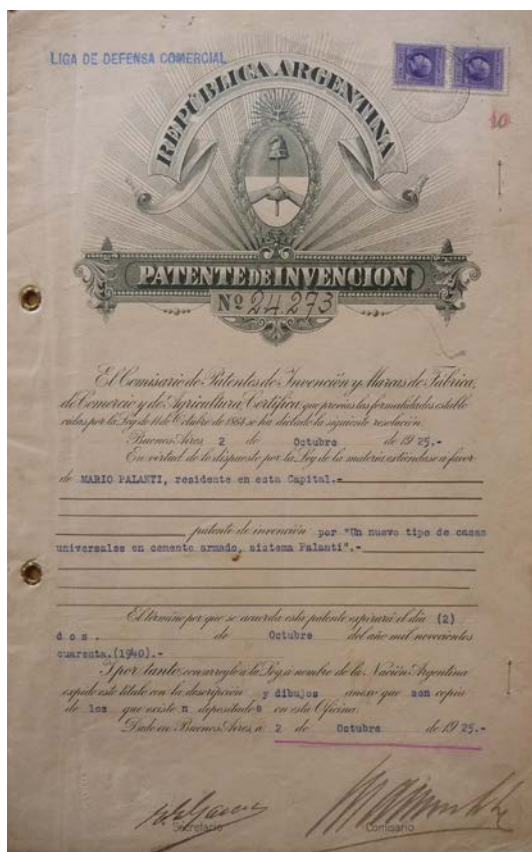 LIGA DE DEFENSA COMERCIAL
10
REPÚBLICA ARGENTINA
PATENTE DE INVENCION
Nº 24.273
El Comisario de Patentes de Invención y Marcas de Fábrica,
de Comercio y de Agricultura, Certifica que previas las formalidades estable
cidas por la Ley de 11 de Octubre de 1864 se ha dictado la siguiente resolución
Buenos Aires, 2 de Octubre de 1925.-
En virtud de lo dispuesto por la Ley de la materia extiéndase á favor
de MARIO PALANTI, residente en esta Capital.-
patente de invención por "Un nuevo tipo de casas
universales en cemento armado, sistema Palanti".-
El término por que se acuerda esta patente expirará el día (2)
dos. de Octubre del año mil novecientos
cuarenta.(1940).-
Y por tanto, con arreglo a la Ley, a nombre de la Nación Argentina
expido este título con la descripción y dibujos anexo que son copia
de los que existe n depositado s en esta Oficina.
Dado en Buenos Aires, a 2 de Octubre de 1925.-
Secretario
Comisario